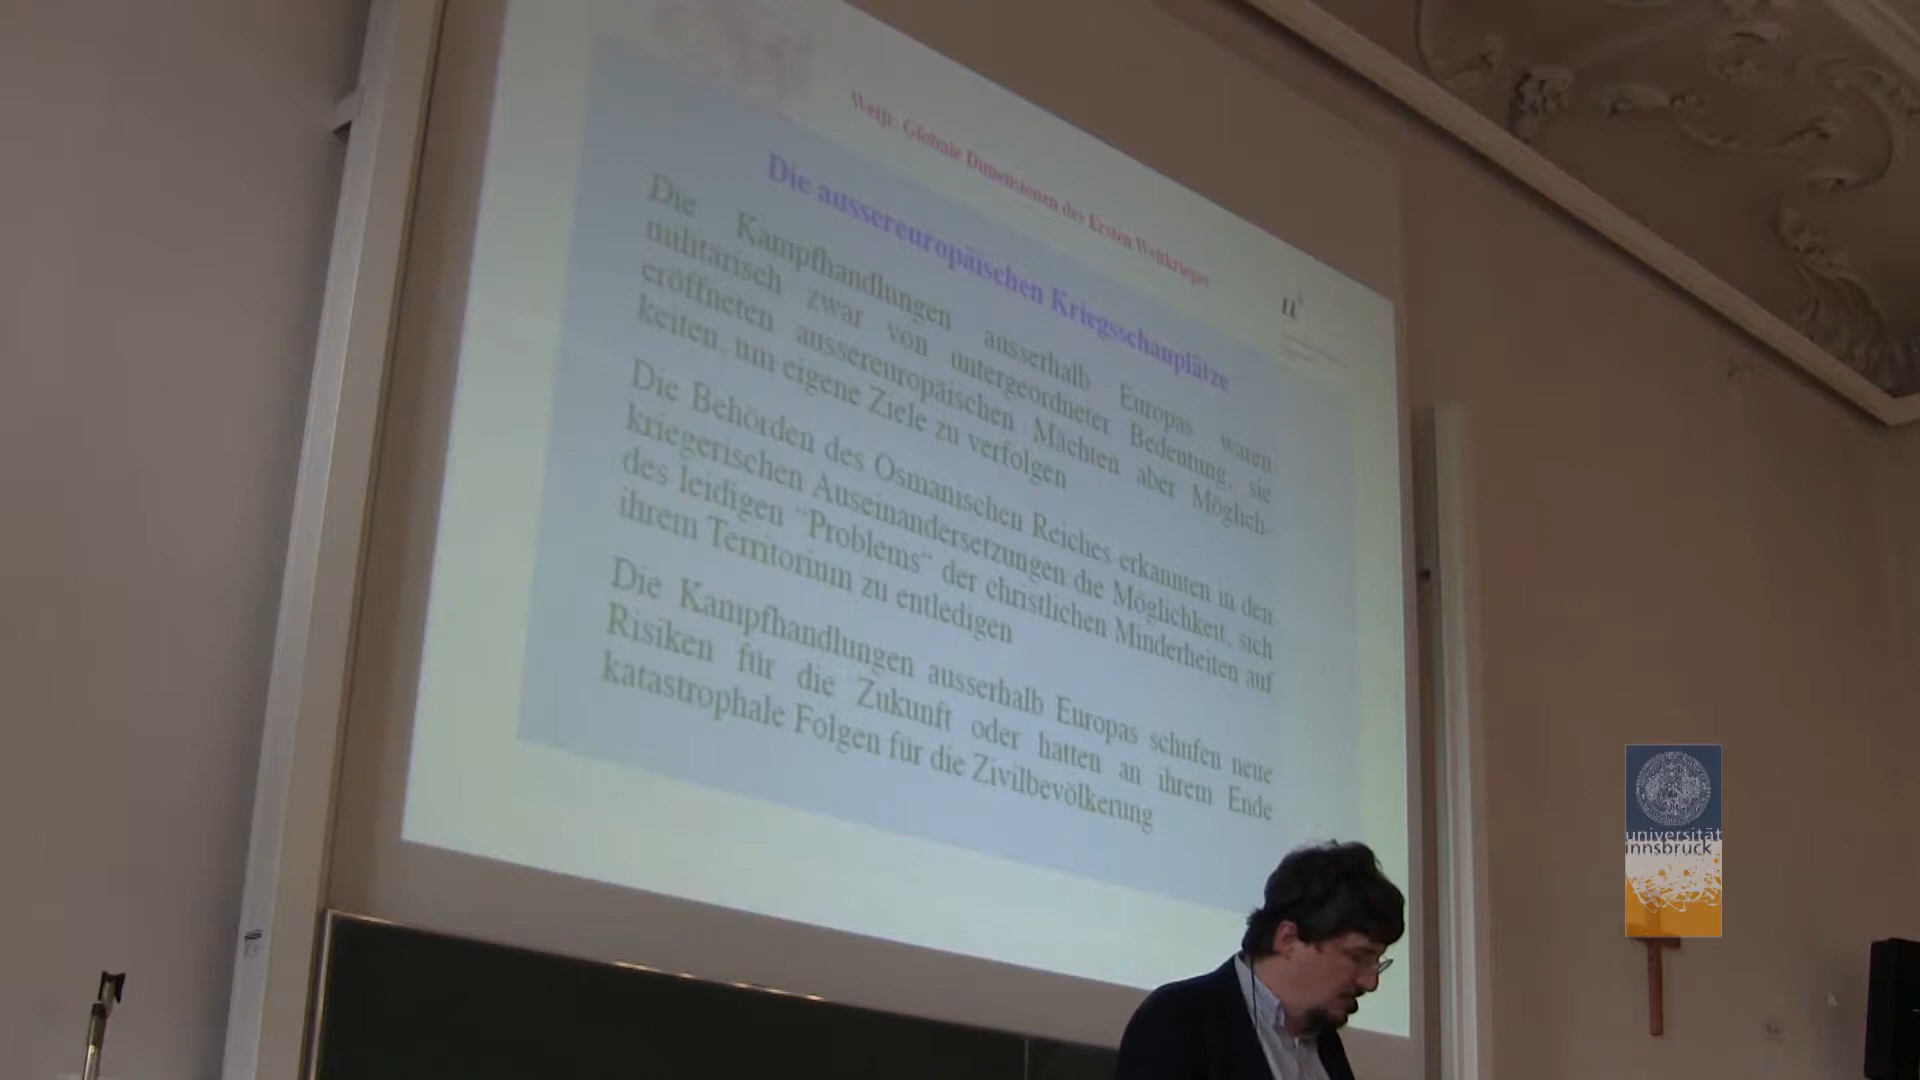 Weltji: Globale Dimensionen des Ersten Weltkrieges
Die aussereuropäischen Kriegsschauplätze
Die Kampfhandlungen ausserhalb Europas waren
militärisch zwar von untergeordneter Bedeutung, sie
eröffneten aussereuropäischen Mächten aber Möglich-
keiten, um eigene Ziele zu verfolgen
Die Behörden des Osmanischen Reiches erkannten in den
kriegerischen Auseinandersetzungen die Möglichkeit, sich
des leidigen "Problems" der christlichen Minderheiten auf
ihrem Territorium zu entledigen
Die Kampfhandlungen ausserhalb Europas schufen neue
Risiken für die Zukunft oder hatten an ihrem Ende
katastrophale Folgen für die Zivilbevölkerung
u
b
universität
innsbruck